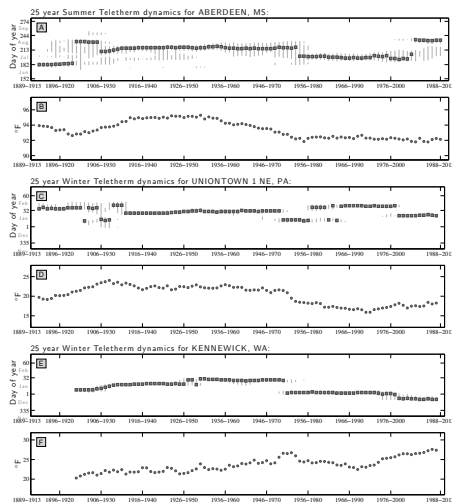 25 year Summer Teletherm dynamics for ABERDEEN, MS:
A
Day of year
274
243
213
182
152
Sep
Aug
Jul
Jun
1889−1913 1896−1920 1906−1930 1916−1940 1926−1950 1936−1960 1946−1970 1956−1980 1966−1990 1976−2000 1988−2012
B
°F
96
94
92
90
1889−1913 1896−1920 1906−1930 1916−1940 1926−1950 1936−1960 1946−1970 1956−1980 1966−1990 1976−2000 1988−2012
25 year Winter Teletherm dynamics for UNIONTOWN 1 NE, PA:
C
Day of year
60
32
1
335
Feb
Jan
Dec
1889−1913 1896−1920 1906−1930 1916−1940 1926−1950 1936−1960 1946−1970 1956−1980 1966−1990 1976−2000 1988−2012
D
°F
25
20
15
1889−1913 1896−1920 1906−1930 1916−1940 1926−1950 1936−1960 1946−1970 1956−1980 1966−1990 1976−2000 1988−2012
25 year Winter Teletherm dynamics for KENNEWICK, WA:
E
Day of year
60
32
1
335
Feb
Jan
Dec
1889−1913 1896−1920 1906−1930 1916−1940 1926−1950 1936−1960 1946−1970 1956−1980 1966−1990 1976−2000 1988−2012
F
°F
30
25
20
1889−1913 1896−1920 1906−1930 1916−1940 1926−1950 1936−1960 1946−1970 1956−1980 1966−1990 1976−2000 1988−2012